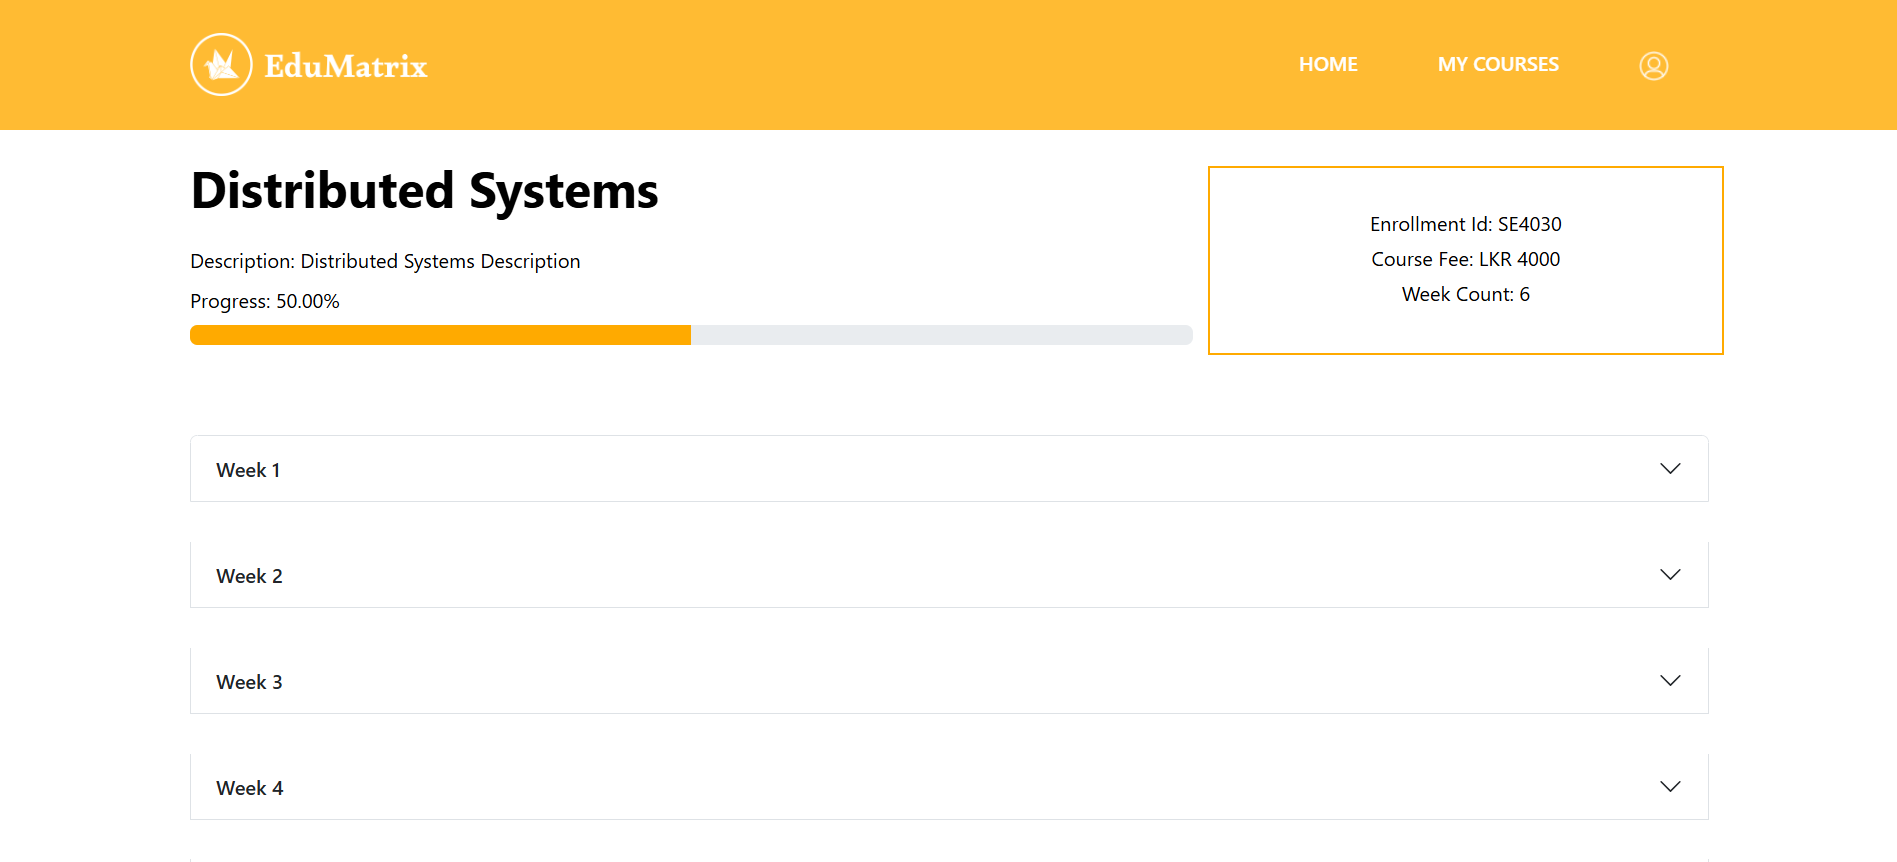 EduMatrix
HOME
MY COURSES
Distributed Systems
Description: Distributed Systems Description
Progress: 50.00%
Enrollment Id: SE4030
Course Fee: LKR 4000
Week Count: 6
Week 1
Week 2
Week 3
Week 4